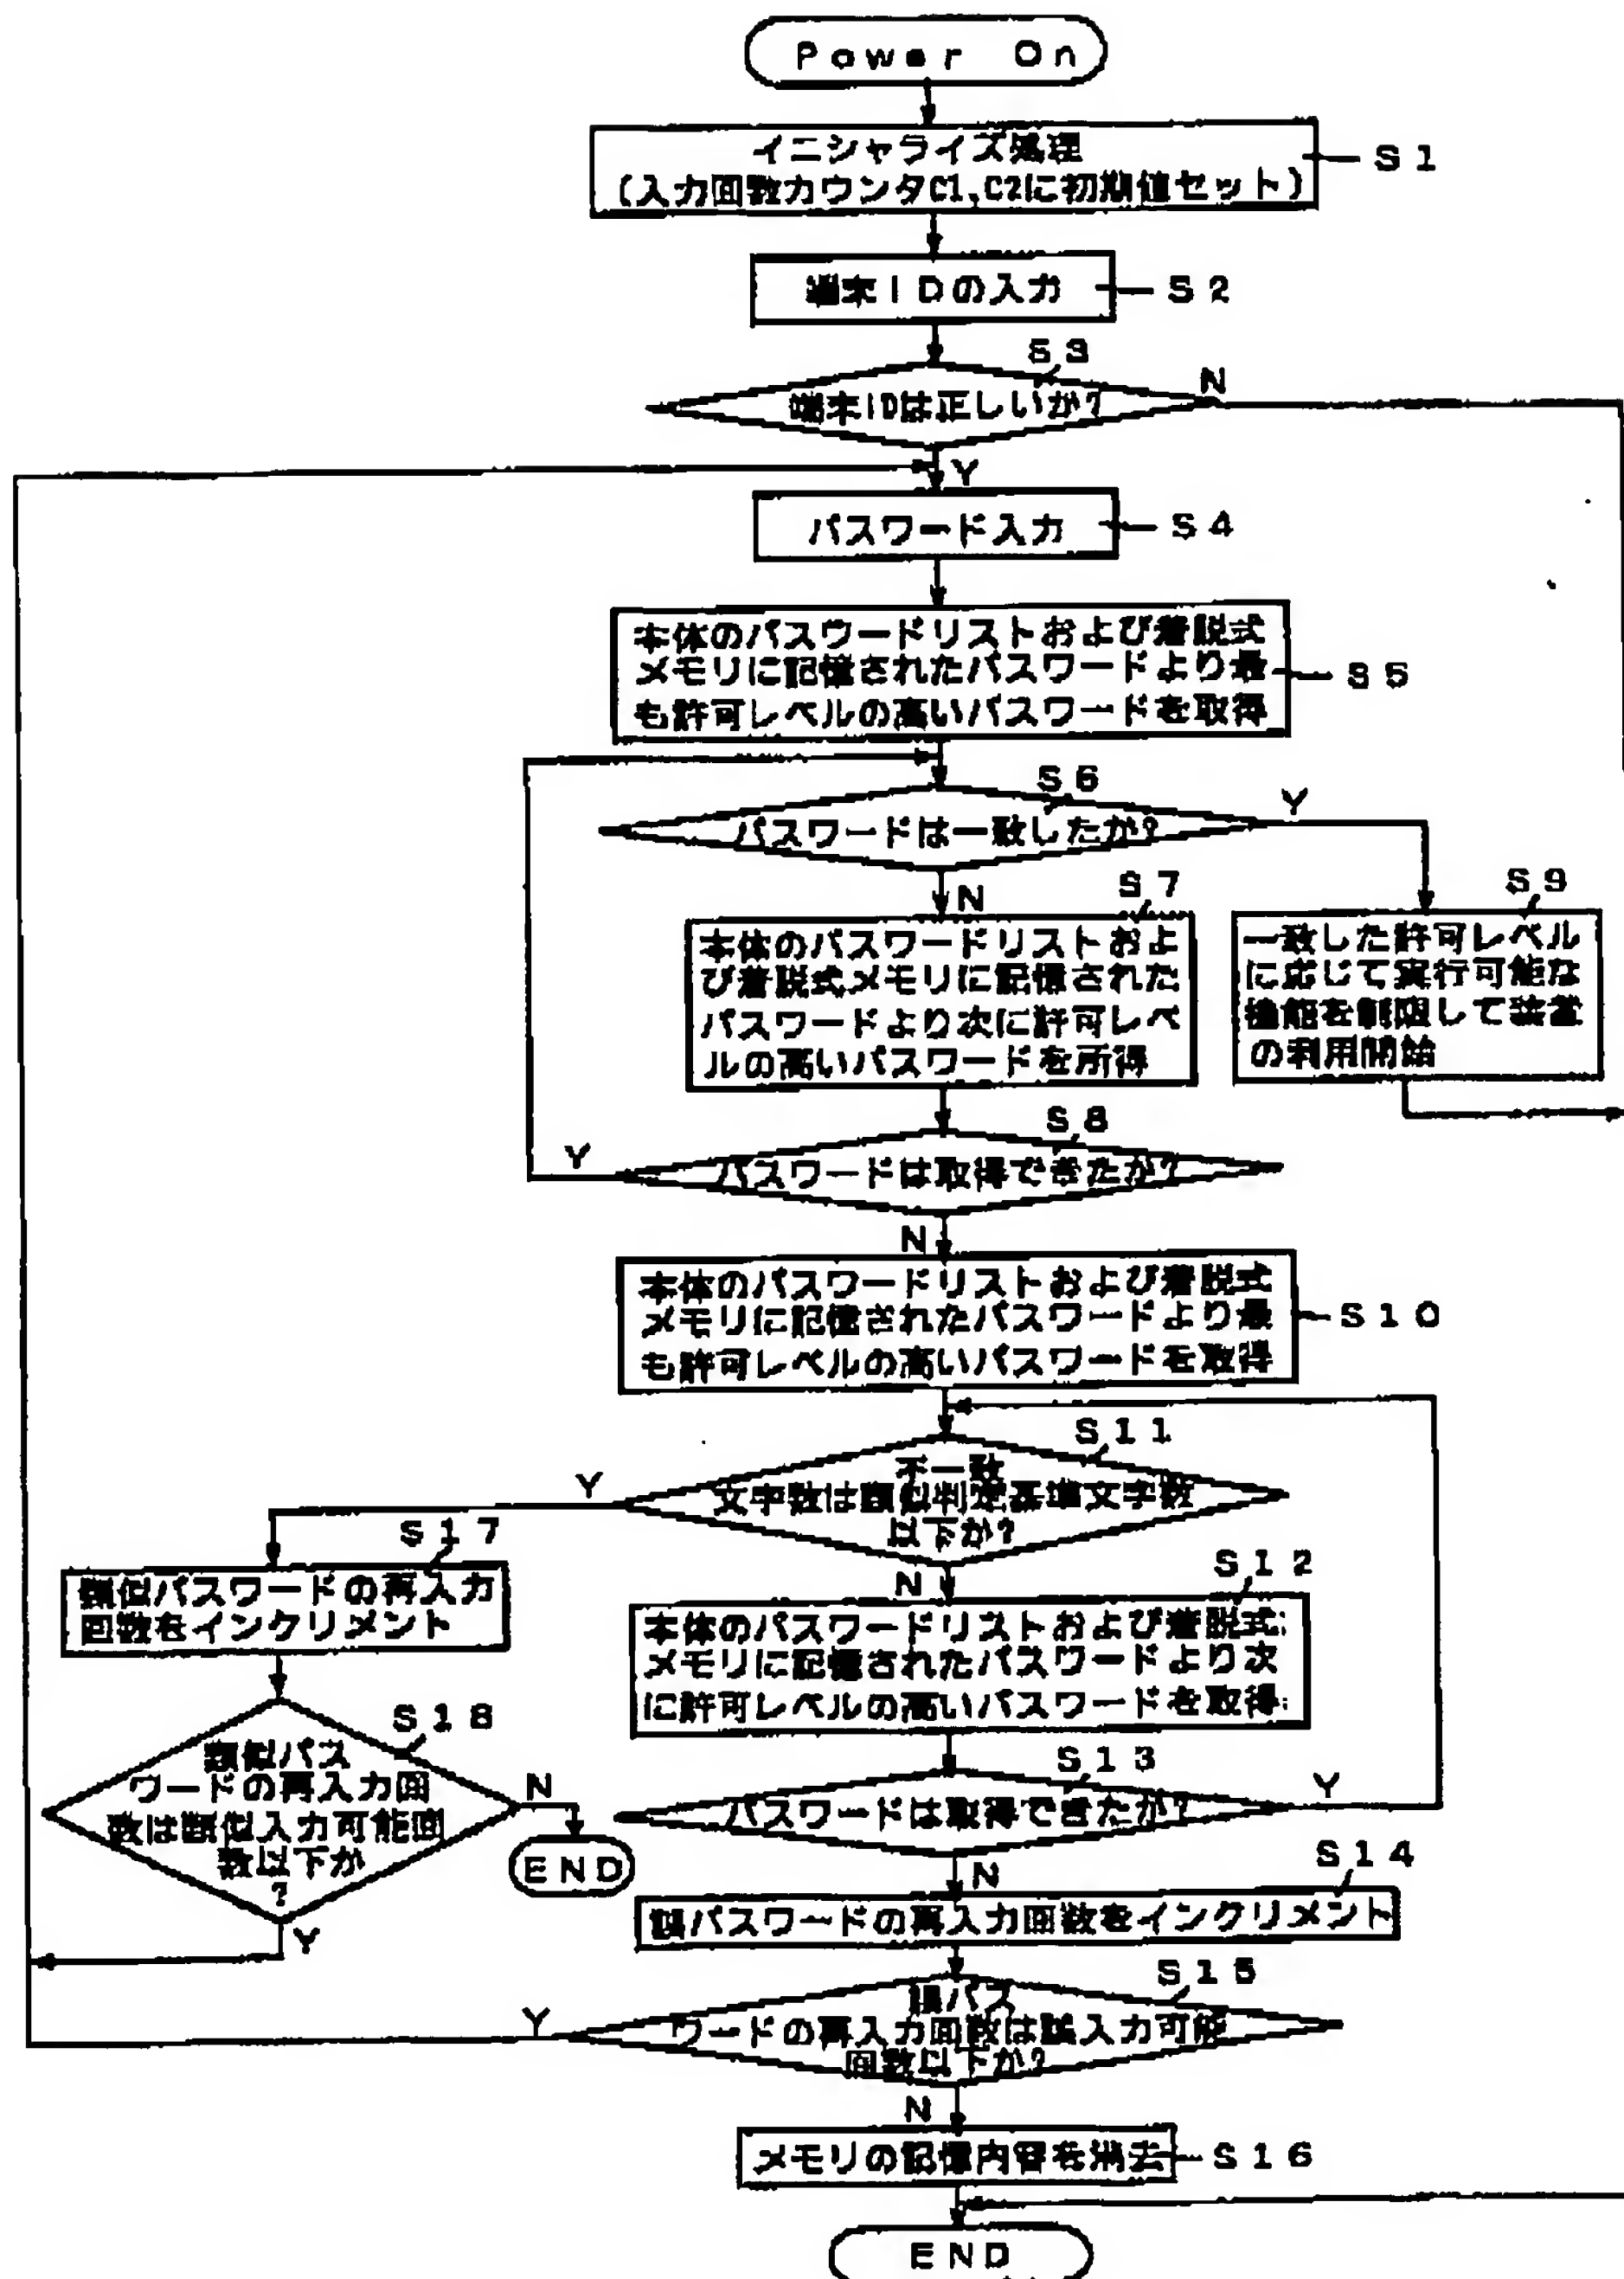 Power On
イニシャライズ処理
(入力回数カウンタC1,C2に初期値セット)
S1
端末IDの入力
S2
S3
端末IDは正しいか?
N
Y
パスワード入力
S4
本体のパスワードリストおよび着脱式
メモリに記憶されたパスワードより最
も許可レベルの高いパスワードを取得
S5
S6
パスワードは一致したか?
Y
N
S7
本体のパスワードリストおよ
び着脱式メモリに記憶された
パスワードより次に許可レベ
ルの高いパスワードを所得
S9
一致した許可レベル
に応じて実行可能な
機能を制限して装置
の利用開始
S8
パスワードは取得できたか?
Y
N
本体のパスワードリストおよび着脱式
メモリに記憶されたパスワードより最
も許可レベルの高いパスワードを取得
S10
S11
不一致
文字数は類似判定基準文字数
以下か?
Y
N
S17
類似パスワードの再入力
回数をインクリメント
S12
本体のパスワードリストおよび着脱式
メモリに記憶されたパスワードより次
に許可レベルの高いパスワードを取得
S18
類似パス
ワードの再入力回
数は類似入力可能回
数以下か
?
N
END
Y
S13
パスワードは取得できたか?
Y
N
S14
誤パスワードの再入力回数をインクリメント
S15
誤パス
ワードの再入力回数は誤入力可能
回数以下か?
Y
N
メモリの記憶内容を消去
S16
END